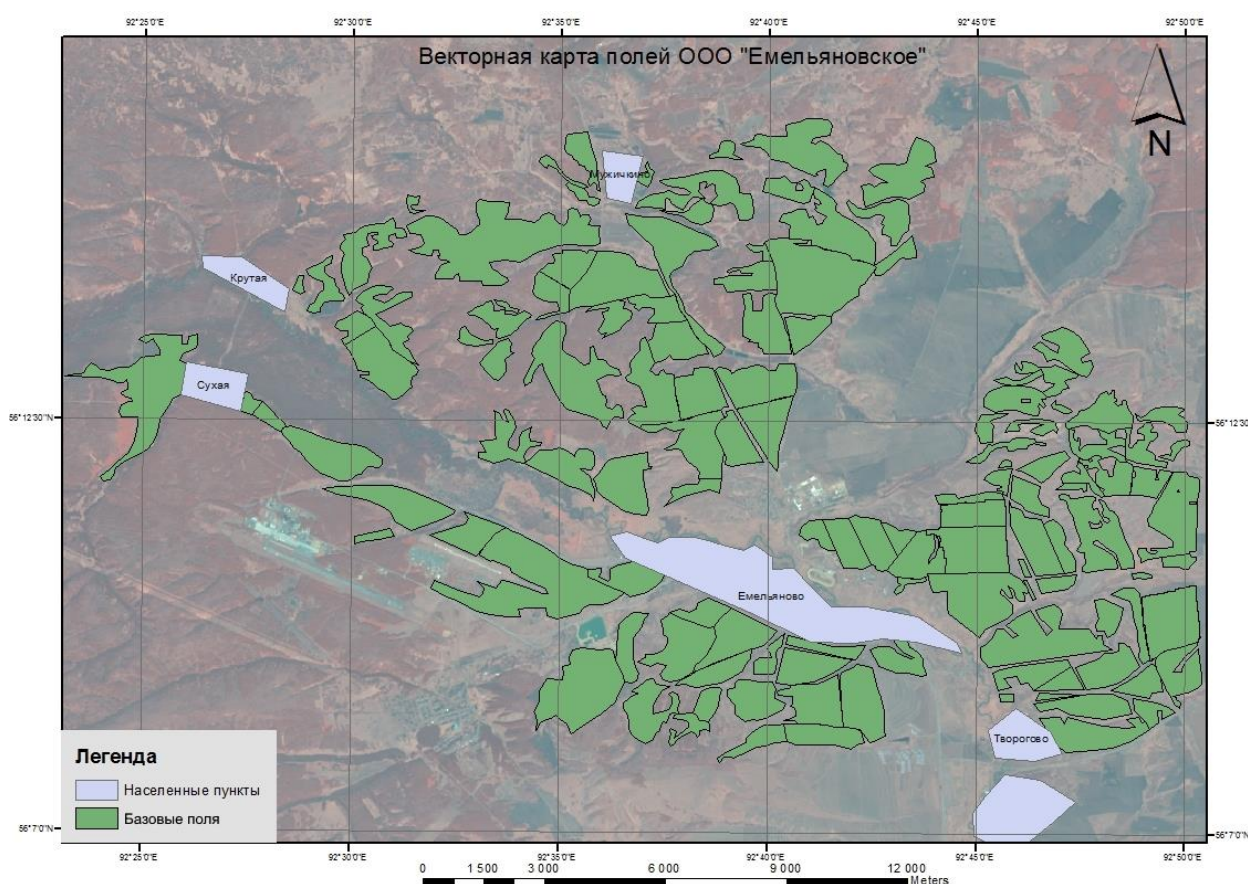 92°25'0"E 92°30'0"E 92°35'0"E 92°40'0"E 92°45'0"E 92°50'0"E
Векторная карта полей ООО "Емельяновское"
N
Мужичкино
Крутая
Сухая
56°12'30"N 56°12'30"
Емельяново
Творогово
Легенда
Населенные пункты
Базовые поля
56°7'0"N 56°7'0"N
92°25'0"E 92°30'0"E 92°35'0"E 92°40'0"E 92°45'0"E 92°50'0"E
0 1 500 3 000 6 000 9 000 12 000
Meters